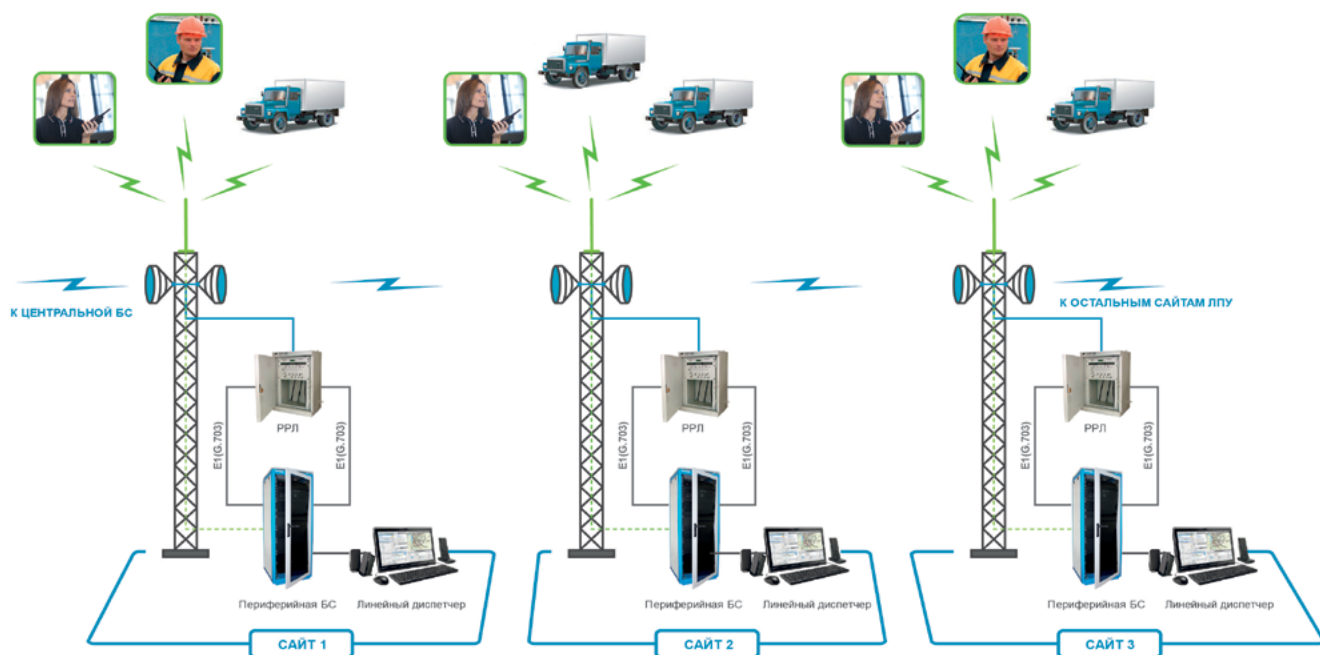 К ЦЕНТРАЛЬНОЙ БС
К ОСТАЛЬНЫМ САЙТАМ ЛПУ
РРЛ
РРЛ
РРЛ
E1(G.703)
E1(G.703)
E1(G.703)
E1(G.703)
E1(G.703)
E1(G.703)
Периферийная БС
Линейный диспетчер
Периферийная БС
Линейный диспетчер
Периферийная БС
Линейный диспетчер
САЙТ 1
САЙТ 2
САЙТ 3